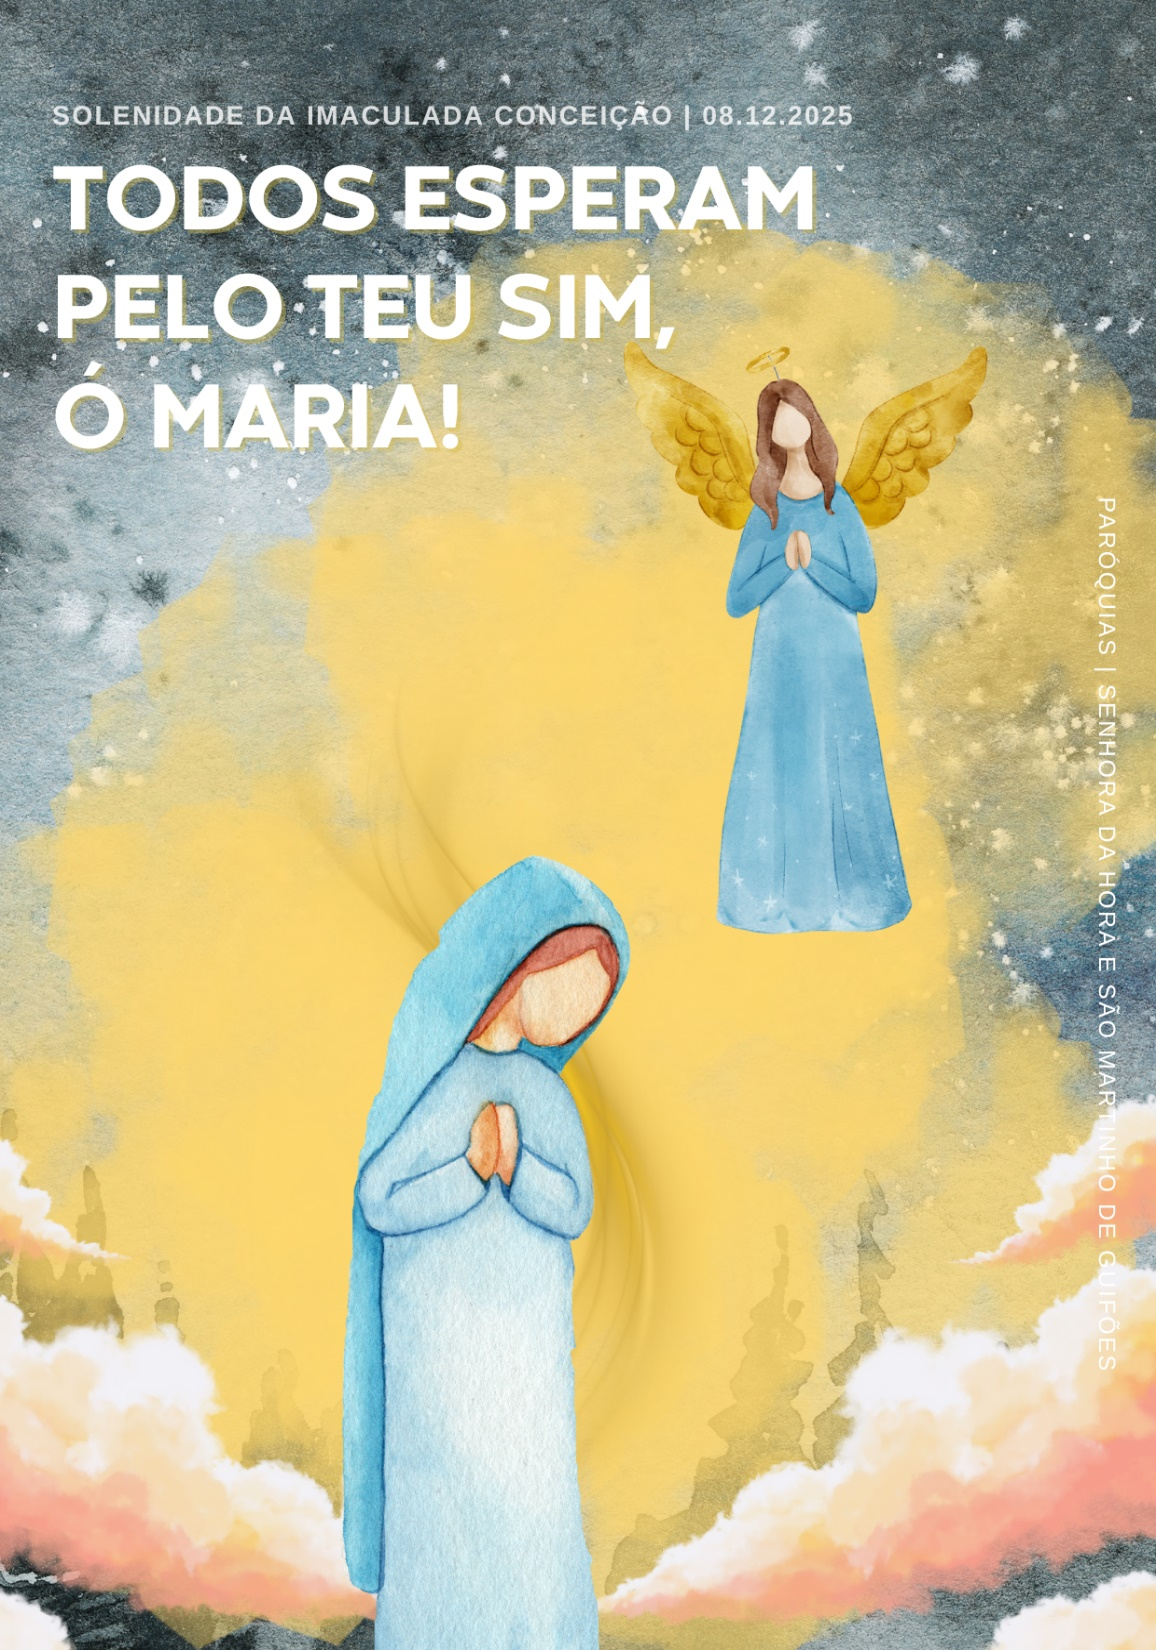 SOLENIDADE DA IMACULADA CONCEIÇÃO | 08.12.2025
TODOS ESPERAM
PELO TEU SIM,
Ó MARIA!
PARÓQUIAS | SENHORA DA HORA E SÃO MARTINHO DE GUIFÕES